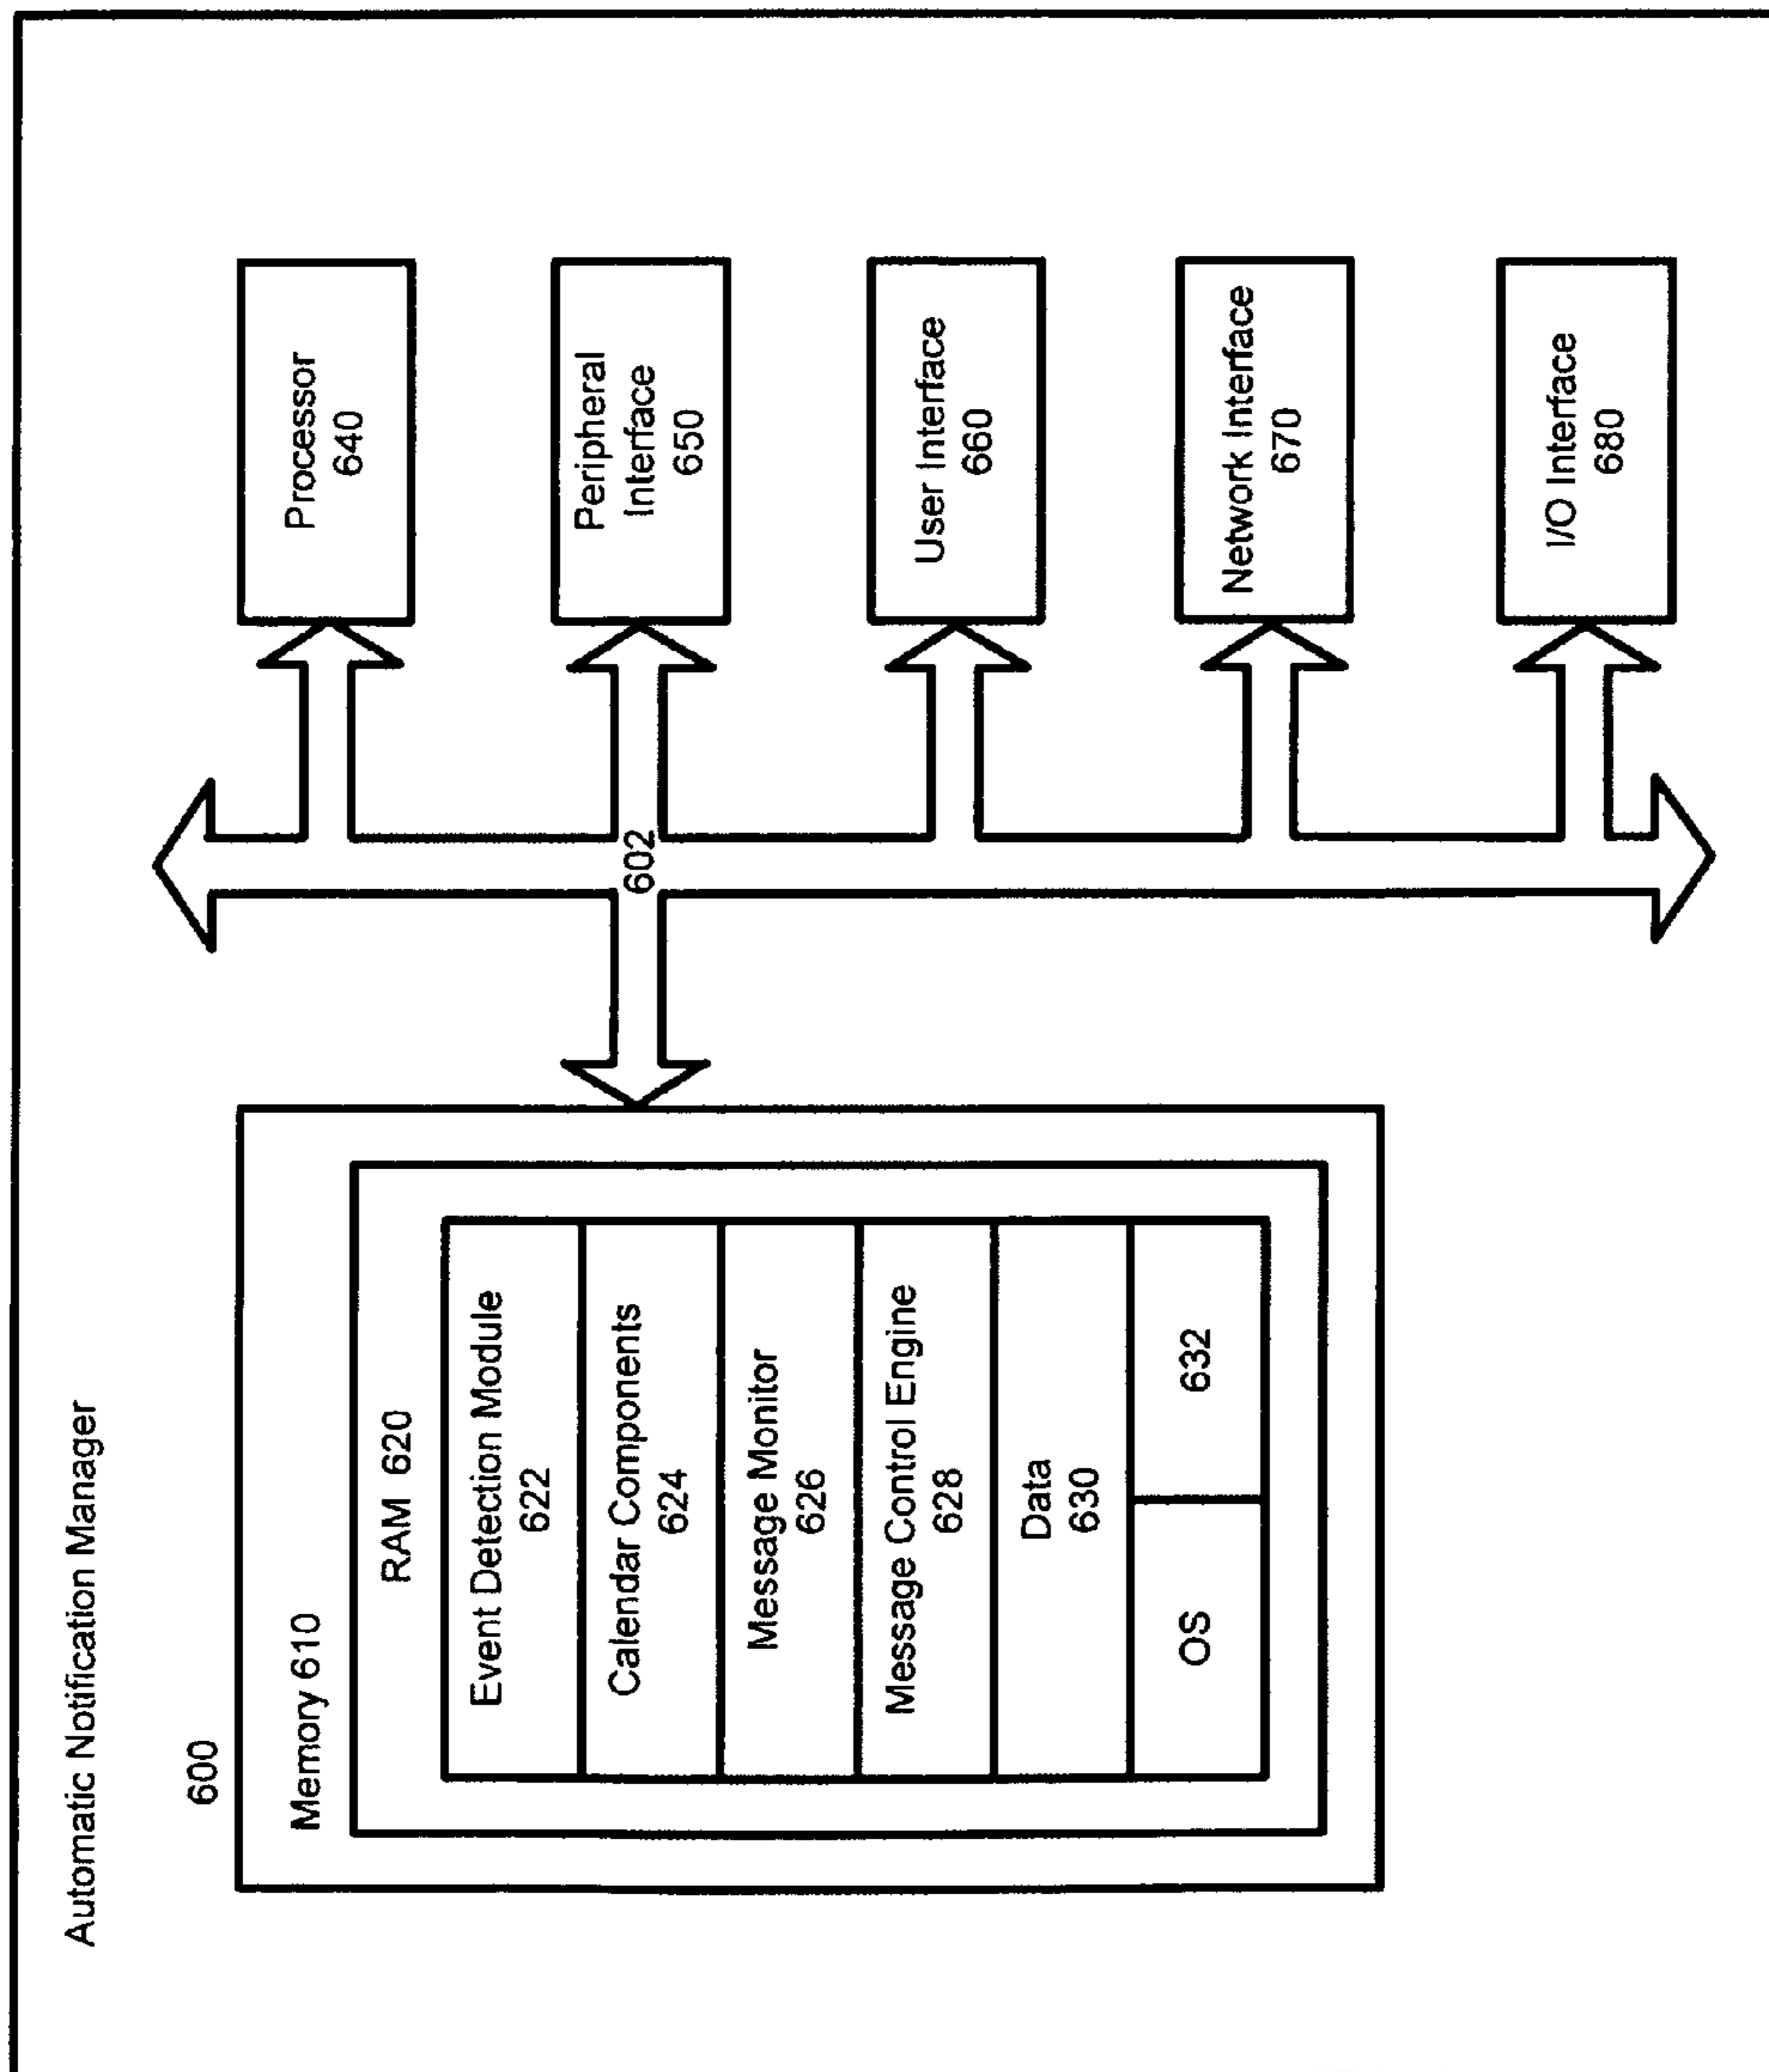 Automatic Notification Manager
600
Memory 610
RAM 620
Event Detection Module
622
Calendar Components
624
Message Monitor
626
Message Control Engine
628
Data
630
OS
632
602
Processor
640
Peripheral
Interface
650
User Interface
660
Network Interface
670
I/O Interface
680